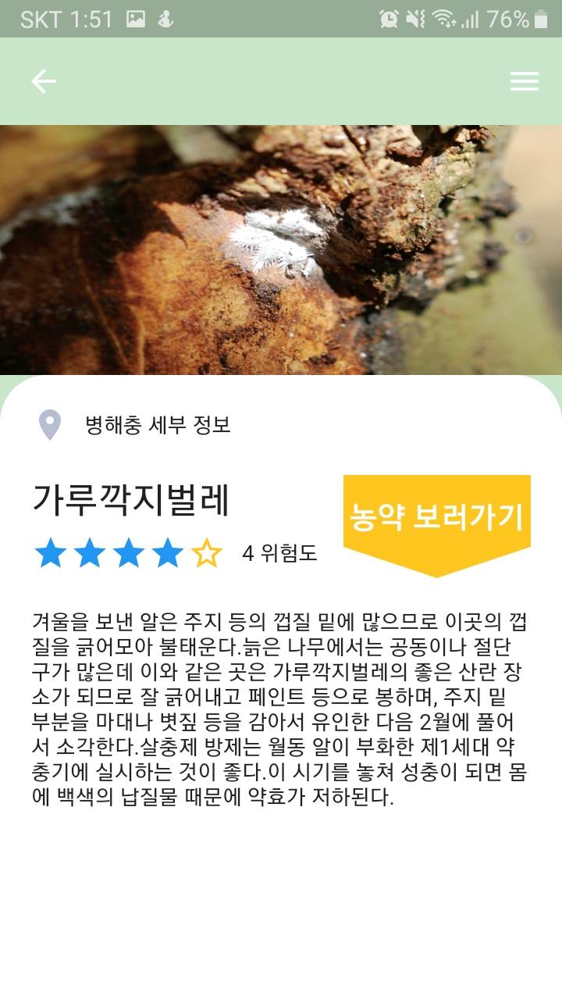 SKT 1:51
76%
병해충 세부 정보
가루깍지벌레
농약 보러가기
4 위험도
겨울을 보낸 알은 주지 등의 껍질 밑에 많으므로 이곳의 껍
질을 긁어모아 불태운다.늙은 나무에서는 공동이나 절단
구가 많은데 이와 같은 곳은 가루깍지벌레의 좋은 산란 장
소가 되므로 잘 긁어내고 페인트 등으로 봉하며, 주지 밑
부분을 마대나 볏짚 등을 감아서 유인한 다음 2월에 풀어
서 소각한다.살충제 방제는 월동 알이 부화한 제1세대 약
충기에 실시하는 것이 좋다.이 시기를 놓쳐 성충이 되면 몸
에 백색의 납질물 때문에 약효가 저하된다.